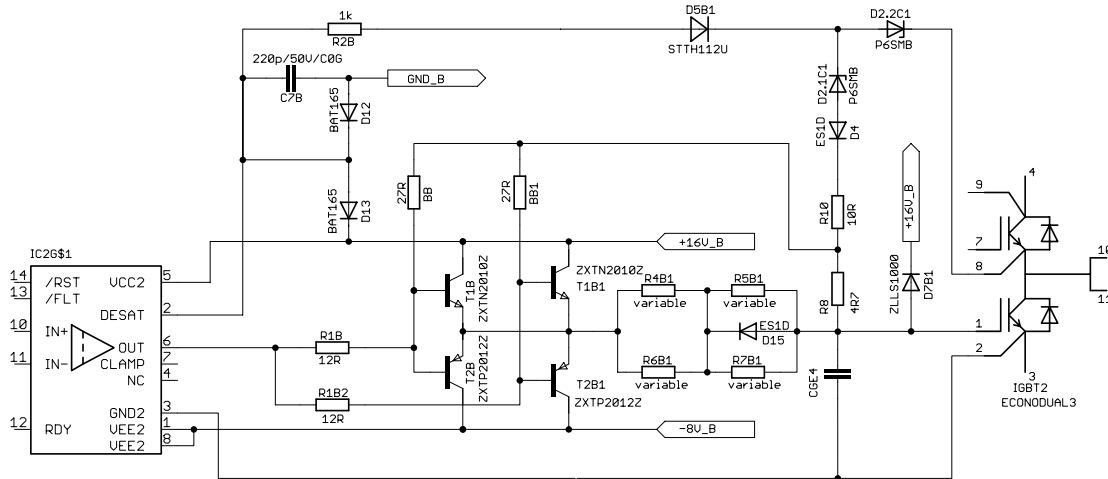 1k
R2B
D5B1
STTH112U
D2.2C1
P6SMB
220p/50V/C0G
C7B
GND_B
BAT165
D12
D2.1C1
P6SMB
ES1D
D4
27R
BB
27R
BB1
BAT165
D13
R10
10R
+16V_B
9
4
7
8
10
11
IC2G$1
14
/RST
VCC2
5
13
/FLT
DESAT
2
10
IN+
OUT
6
11
IN-
CLAMP
7
NC
4
GND2
3
12
RDY
VEE2
1
VEE2
8
+16V_B
T1B
ZXTN2010Z
ZXTN2010Z
T1B1
R4B1
variable
R5B1
variable
R8
4R7
ZLLS1000
D7B1
R1B
12R
R1B2
12R
T2B
ZXTP2012Z
T2B1
ZXTP2012Z
ES1D
D15
R6B1
variable
R7B1
variable
CGE4
1
2
3
IGBT2
ECONODUAL3
-8V_B